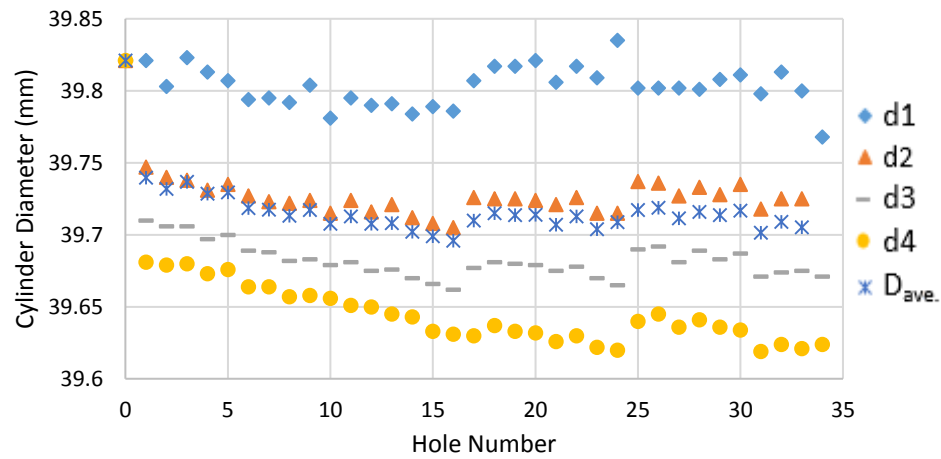 39.85
39.8
39.75
39.7
39.65
39.6
Cylinder Diameter (mm)
0 5 10 15 20 25 30 35
Hole Number
d1
d2
d3
d4
Dave.